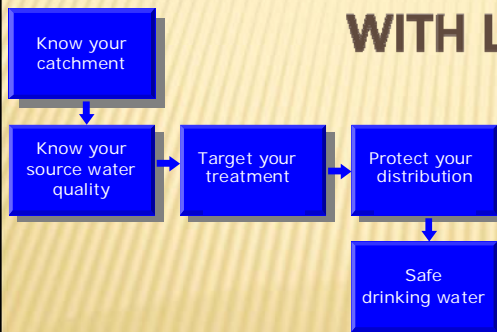 WITH L
Know your
catchment
Know your
source water
quality
Target your
treatment
Protect your
distribution
Safe
drinking water